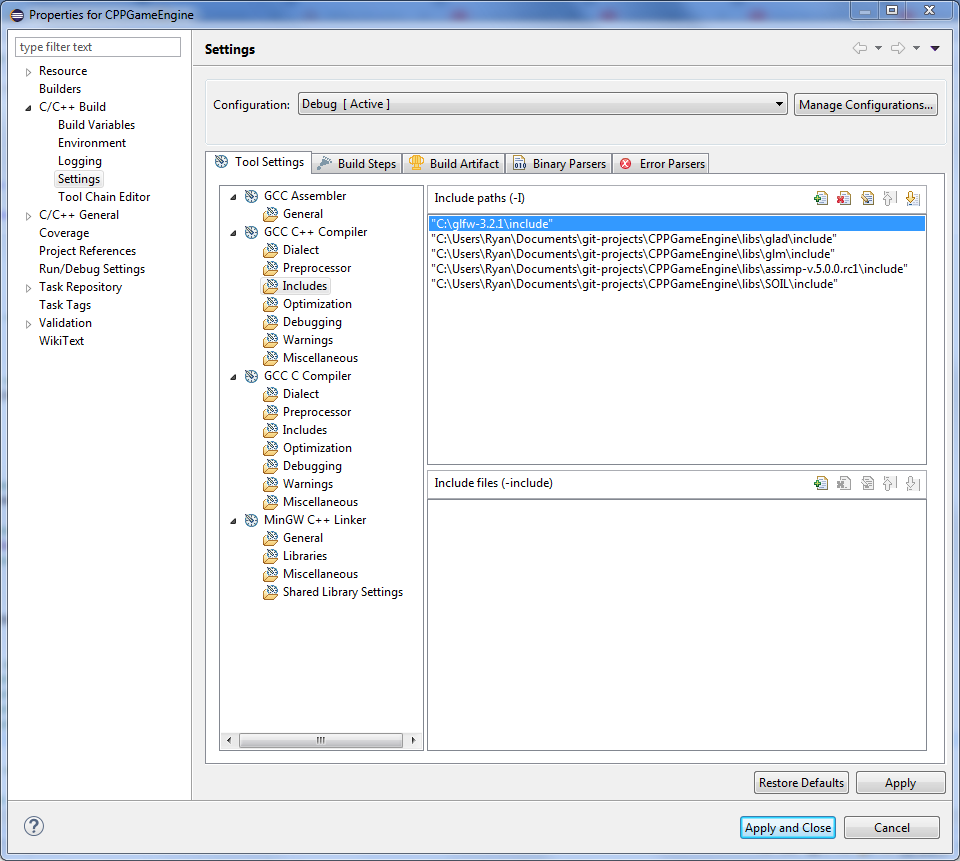 Properties for CPPGameEngine
type filter text
Resource
Builders
C/C++ Build
Build Variables
Environment
Logging
Settings
Tool Chain Editor
C/C++ General
Coverage
Project References
Run/Debug Settings
Task Repository
Task Tags
Validation
WikiText
Settings
Configuration:
Debug [ Active ]
Manage Configurations...
Tool Settings
Build Steps
Build Artifact
Binary Parsers
Error Parsers
GCC Assembler
General
GCC C++ Compiler
Dialect
Preprocessor
Includes
Optimization
Debugging
Warnings
Miscellaneous
GCC C Compiler
Dialect
Preprocessor
Includes
Optimization
Debugging
Warnings
Miscellaneous
MinGW C++ Linker
General
Libraries
Miscellaneous
Shared Library Settings
Include paths (-I)
"C:\glfw-3.2.1\include"
"C:\Users\Ryan\Documents\git-projects\CPPGameEngine\libs\glad\include"
"C:\Users\Ryan\Documents\git-projects\CPPGameEngine\libs\glm\include"
"C:\Users\Ryan\Documents\git-projects\CPPGameEngine\libs\assimp-v.5.0.0.rc1\include"
"C:\Users\Ryan\Documents\git-projects\CPPGameEngine\libs\SOIL\include"
Include files (-include)
Restore Defaults
Apply
?
Apply and Close
Cancel